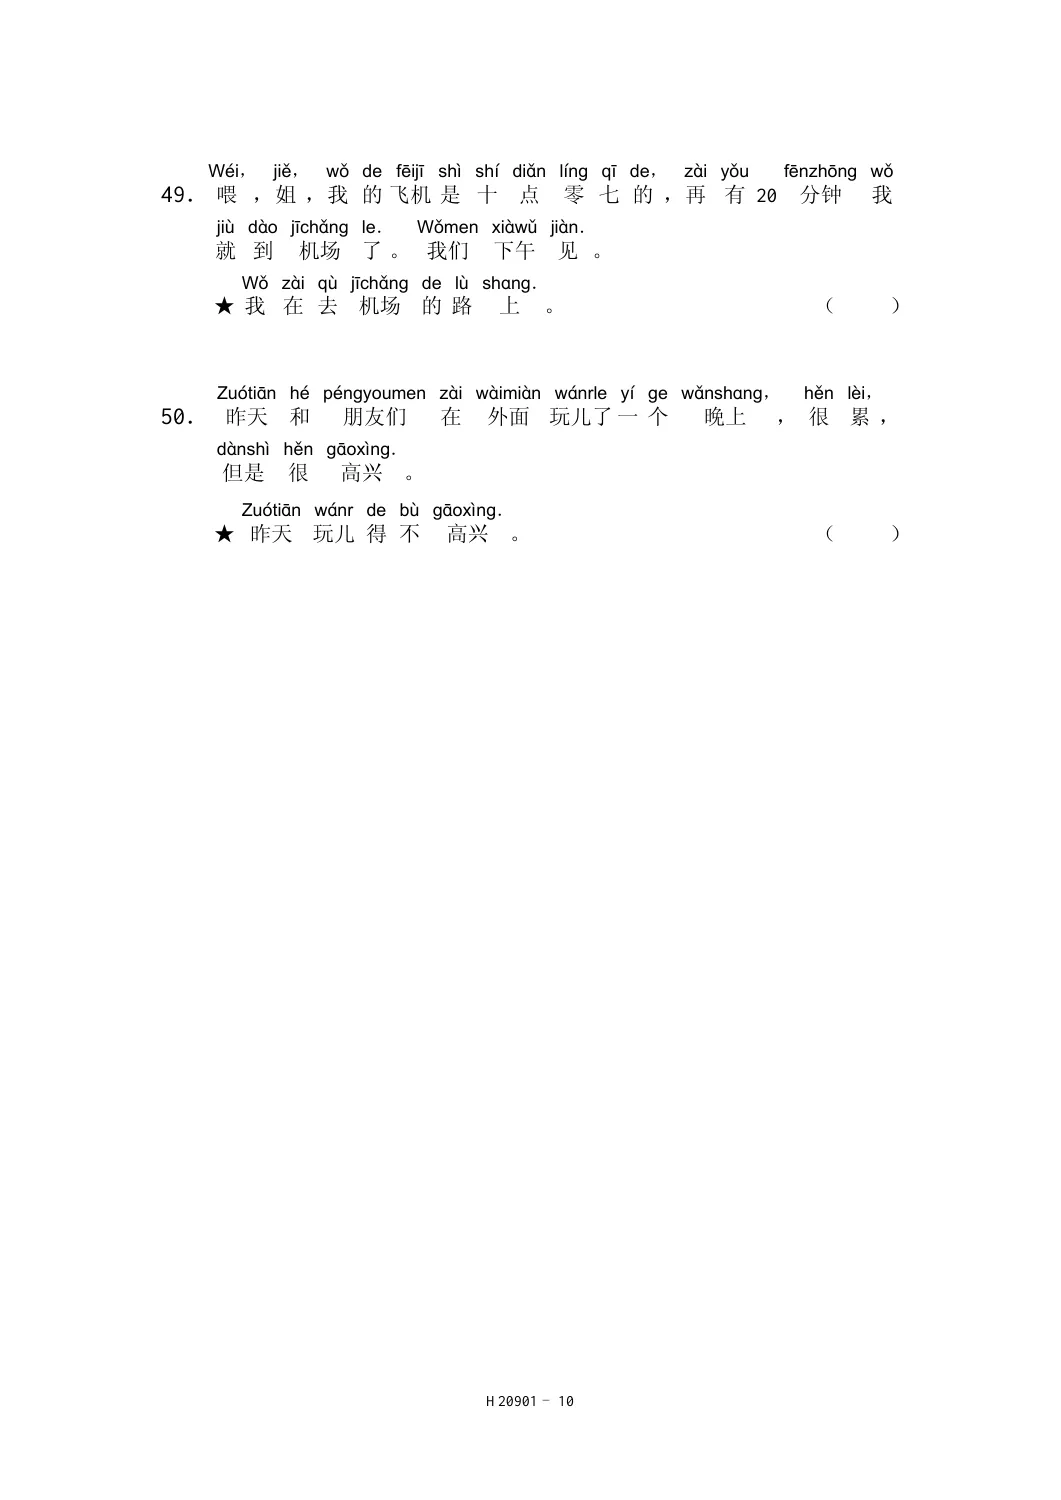 Wéi, jiě, wǒ de fēijī shì shí diǎn líng qī de, zài yǒu fēnzhōng wǒ
49. 喂，姐，我的飞机是十点零七的，再有20分钟我
jiù dào jīchǎng le. Wǒmen xiàwǔ jiàn.
就到机场了。我们下午见。
Wǒ zài qù jīchǎng de lù shang.
★ 我在去机场的路上。 （ ）
Zuótiān hé péngyoumen zài wàimiàn wánrle yí ge wǎnshang, hěn lèi,
50. 昨天和朋友们在外面玩儿了一个晚上，很累，
dànshì hěn gāoxìng.
但是很高兴。
Zuótiān wánr de bù gāoxìng.
★ 昨天玩儿得不高兴。 （ ）
H20901－ 10